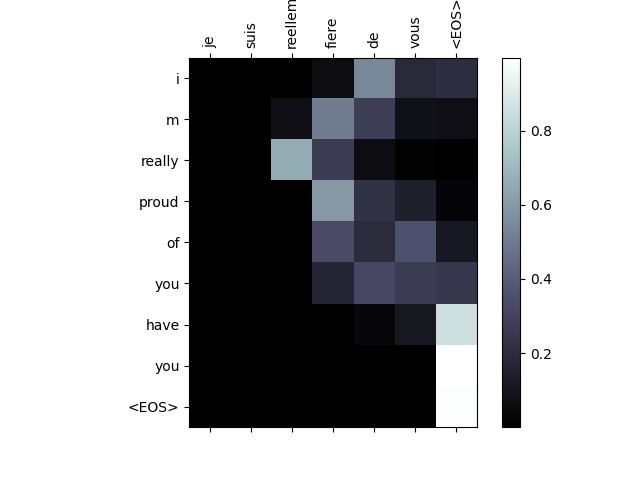 je
suis
reellem
fiere
de
vous
<EOS>
i
m
really
proud
of
you
have
you
<EOS>
0.8
0.6
0.4
0.2